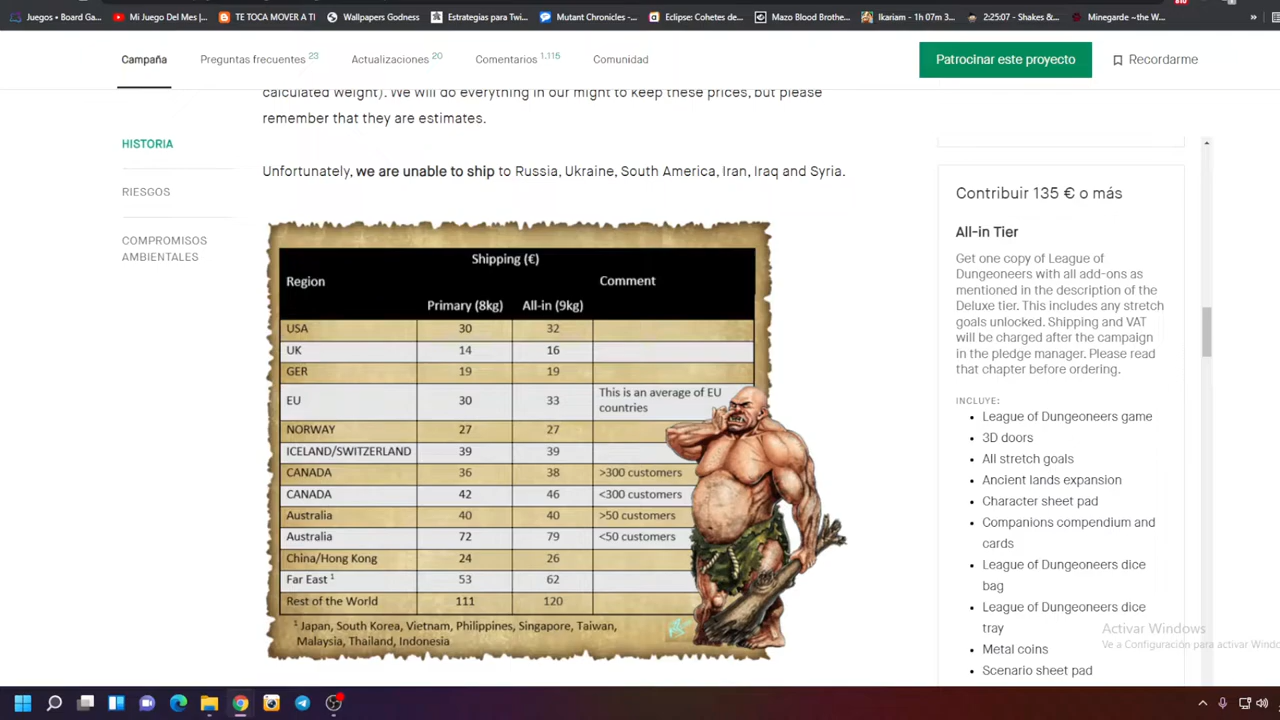 Juegos • Board Ga...
Mi Juego Del Mes |...
TE TOCA MOVER A TI
Wallpapers Godness
Estrategias para Twi...
Mutant Chronicles -...
Eclipse: Cohetes de...
Mazo Blood Brothe...
Ikariam - 1h 07m 3...
2:25:07 - Shakes &...
Minegarde ~the W...
»
Campaña
Preguntas frecuentes 23
Actualizaciones 20
Comentarios 1.115
Comunidad
Patrocinar este proyecto
Recordarme
HISTORIA
RIESGOS
COMPROMISOS
AMBIENTALES
calculated weight). We will do everything in our might to keep these prices, but please
remember that they are estimates.
Unfortunately, we are unable to ship to Russia, Ukraine, South America, Iran, Iraq and Syria.
Shipping (€)
Region Comment
Primary (8kg) All-in (9kg)
USA 30 32
UK 14 16
GER 19 19
EU 30 33 This is an average of EU
countries
NORWAY 27 27
ICELAND/SWITZERLAND 39 39
CANADA 36 38 >300 customers
CANADA 42 46 <300 customers
Australia 40 40 >50 customers
Australia 72 79 <50 customers
China/Hong Kong 24 26
Far East ¹ 53 62
Rest of the World 111 120
¹ Japan, South Korea, Vietnam, Philippines, Singapore, Taiwan,
Malaysia, Thailand, Indonesia
Contribuir 135 € o más
All-in Tier
Get one copy of League of
Dungeoneers with all add-ons as
mentioned in the description of the
Deluxe tier. This includes any stretch
goals unlocked. Shipping and VAT
will be charged after the campaign
in the pledge manager. Please read
that chapter before ordering.
INCLUYE:
• League of Dungeoneers game
• 3D doors
• All stretch goals
• Ancient lands expansion
• Character sheet pad
• Companions compendium and
cards
• League of Dungeoneers dice
bag
• League of Dungeoneers dice
tray
• Metal coins
• Scenario sheet pad
Activar Windows
Ve a Configuración para activar Windo